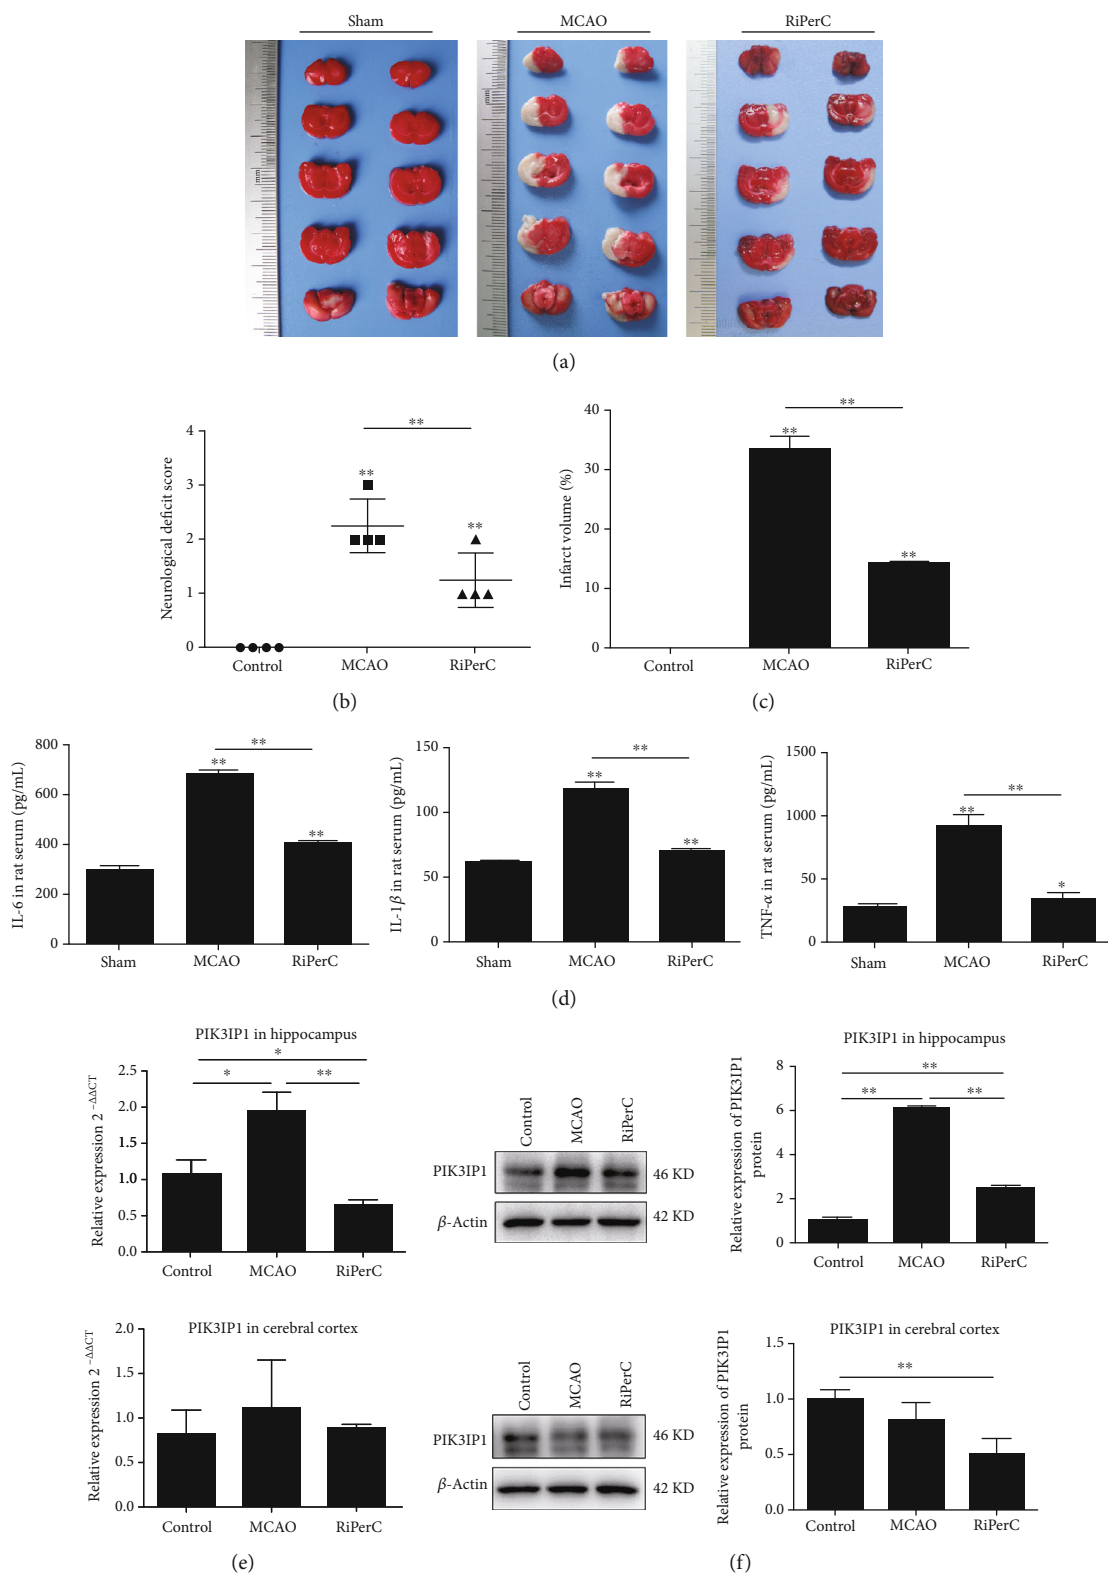 Sham
MCAO
RiPerC
mm
mm
(a)
Neurological deficit score
4
3
2
1
0
**
**
**
Control
MCAO
RiPerC
(b)
Infarct volume (%)
40
30
20
10
0
**
**
**
Control
MCAO
RiPerC
(c)
IL-6 in rat serum (pg/mL)
800
600
400
200
0
**
**
**
Sham
MCAO
RiPerC
IL-1β in rat serum (pg/mL)
150
100
50
0
**
**
**
Sham
MCAO
RiPerC
TNF-α in rat serum (pg/mL)
1500
1000
500
0
**
**
*
Sham
MCAO
RiPerC
(d)
PIK3IP1 in hippocampus
Relative expression 2 −ΔΔCT
2.5
2.0
1.5
1.0
0.5
0.0
*
*
**
Control
MCAO
RiPerC
Control
MCAO
RiPerC
PIK3IP1
46 KD
β-Actin
42 KD
PIK3IP1 in hippocampus
Relative expression of PIK3IP1
protein
8
6
4
2
0
**
**
**
Control
MCAO
RiPerC
PIK3IP1 in cerebral cortex
Relative expression 2 −ΔΔCT
2.0
1.5
1.0
0.5
0.0
Control
MCAO
RiPerC
(e)
Control
MCAO
RiPerC
PIK3IP1
46 KD
β-Actin
42 KD
PIK3IP1 in cerebral cortex
Relative expression of PIK3IP1
protein
1.5
1.0
0.5
0.0
**
Control
MCAO
RiPerC
(f)